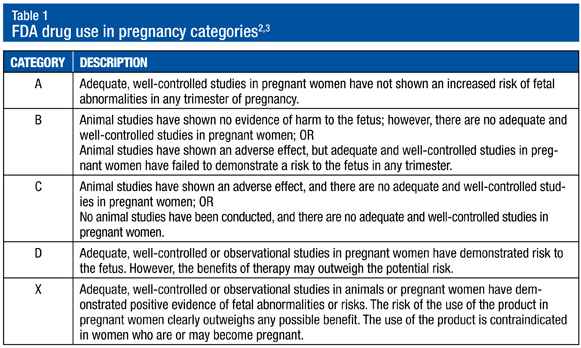 Table 1
FDA drug use in pregnancy categories2,3
CATEGORY DESCRIPTION
A Adequate, well-controlled studies in pregnant women have not shown an increased risk of fetal
abnormalities in any trimester of pregnancy.
B Animal studies have shown no evidence of harm to the fetus; however, there are no adequate and
well-controlled studies in pregnant women; OR
Animal studies have shown an adverse effect, but adequate and well-controlled studies in preg-
nant women have failed to demonstrate a risk to the fetus in any trimester.
C Animal studies have shown an adverse effect, and there are no adequate and well-controlled stud-
ies in pregnant women; OR
No animal studies have been conducted, and there are no adequate and well-controlled studies in
pregnant women.
D Adequate, well-controlled or observational studies in pregnant women have demonstrated risk to
the fetus. However, the benefits of therapy may outweigh the potential risk.
X Adequate, well-controlled or observational studies in animals or pregnant women have dem-
onstrated positive evidence of fetal abnormalities or risks. The risk of the use of the product in
pregnant women clearly outweighs any possible benefit. The use of the product is contraindicated
in women who are or may become pregnant.